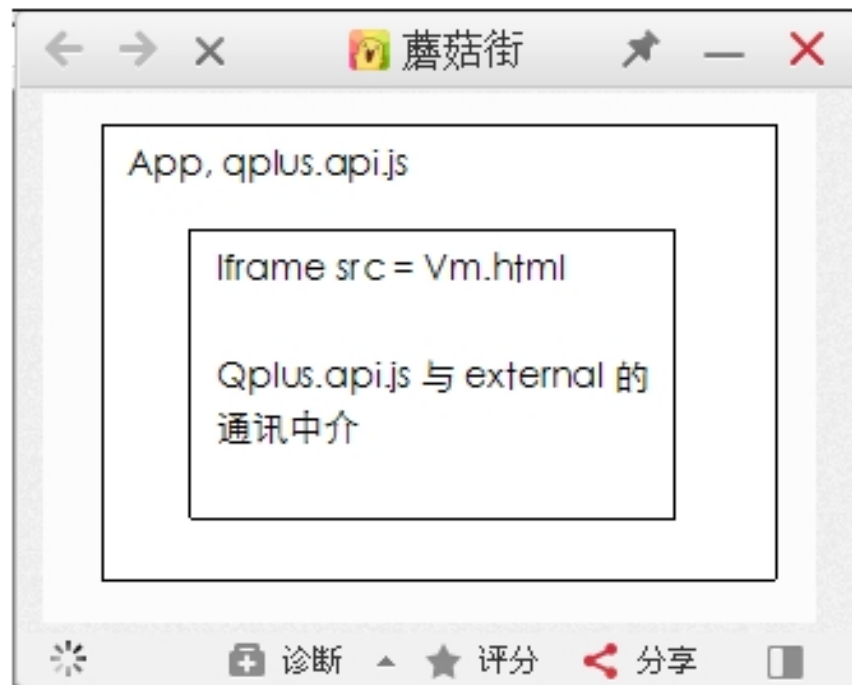 蘑菇街
App, qplus.api.js
Iframe src = Vm.html
Qplus.api.js 与 external 的
通讯中介
诊断 评分 分享